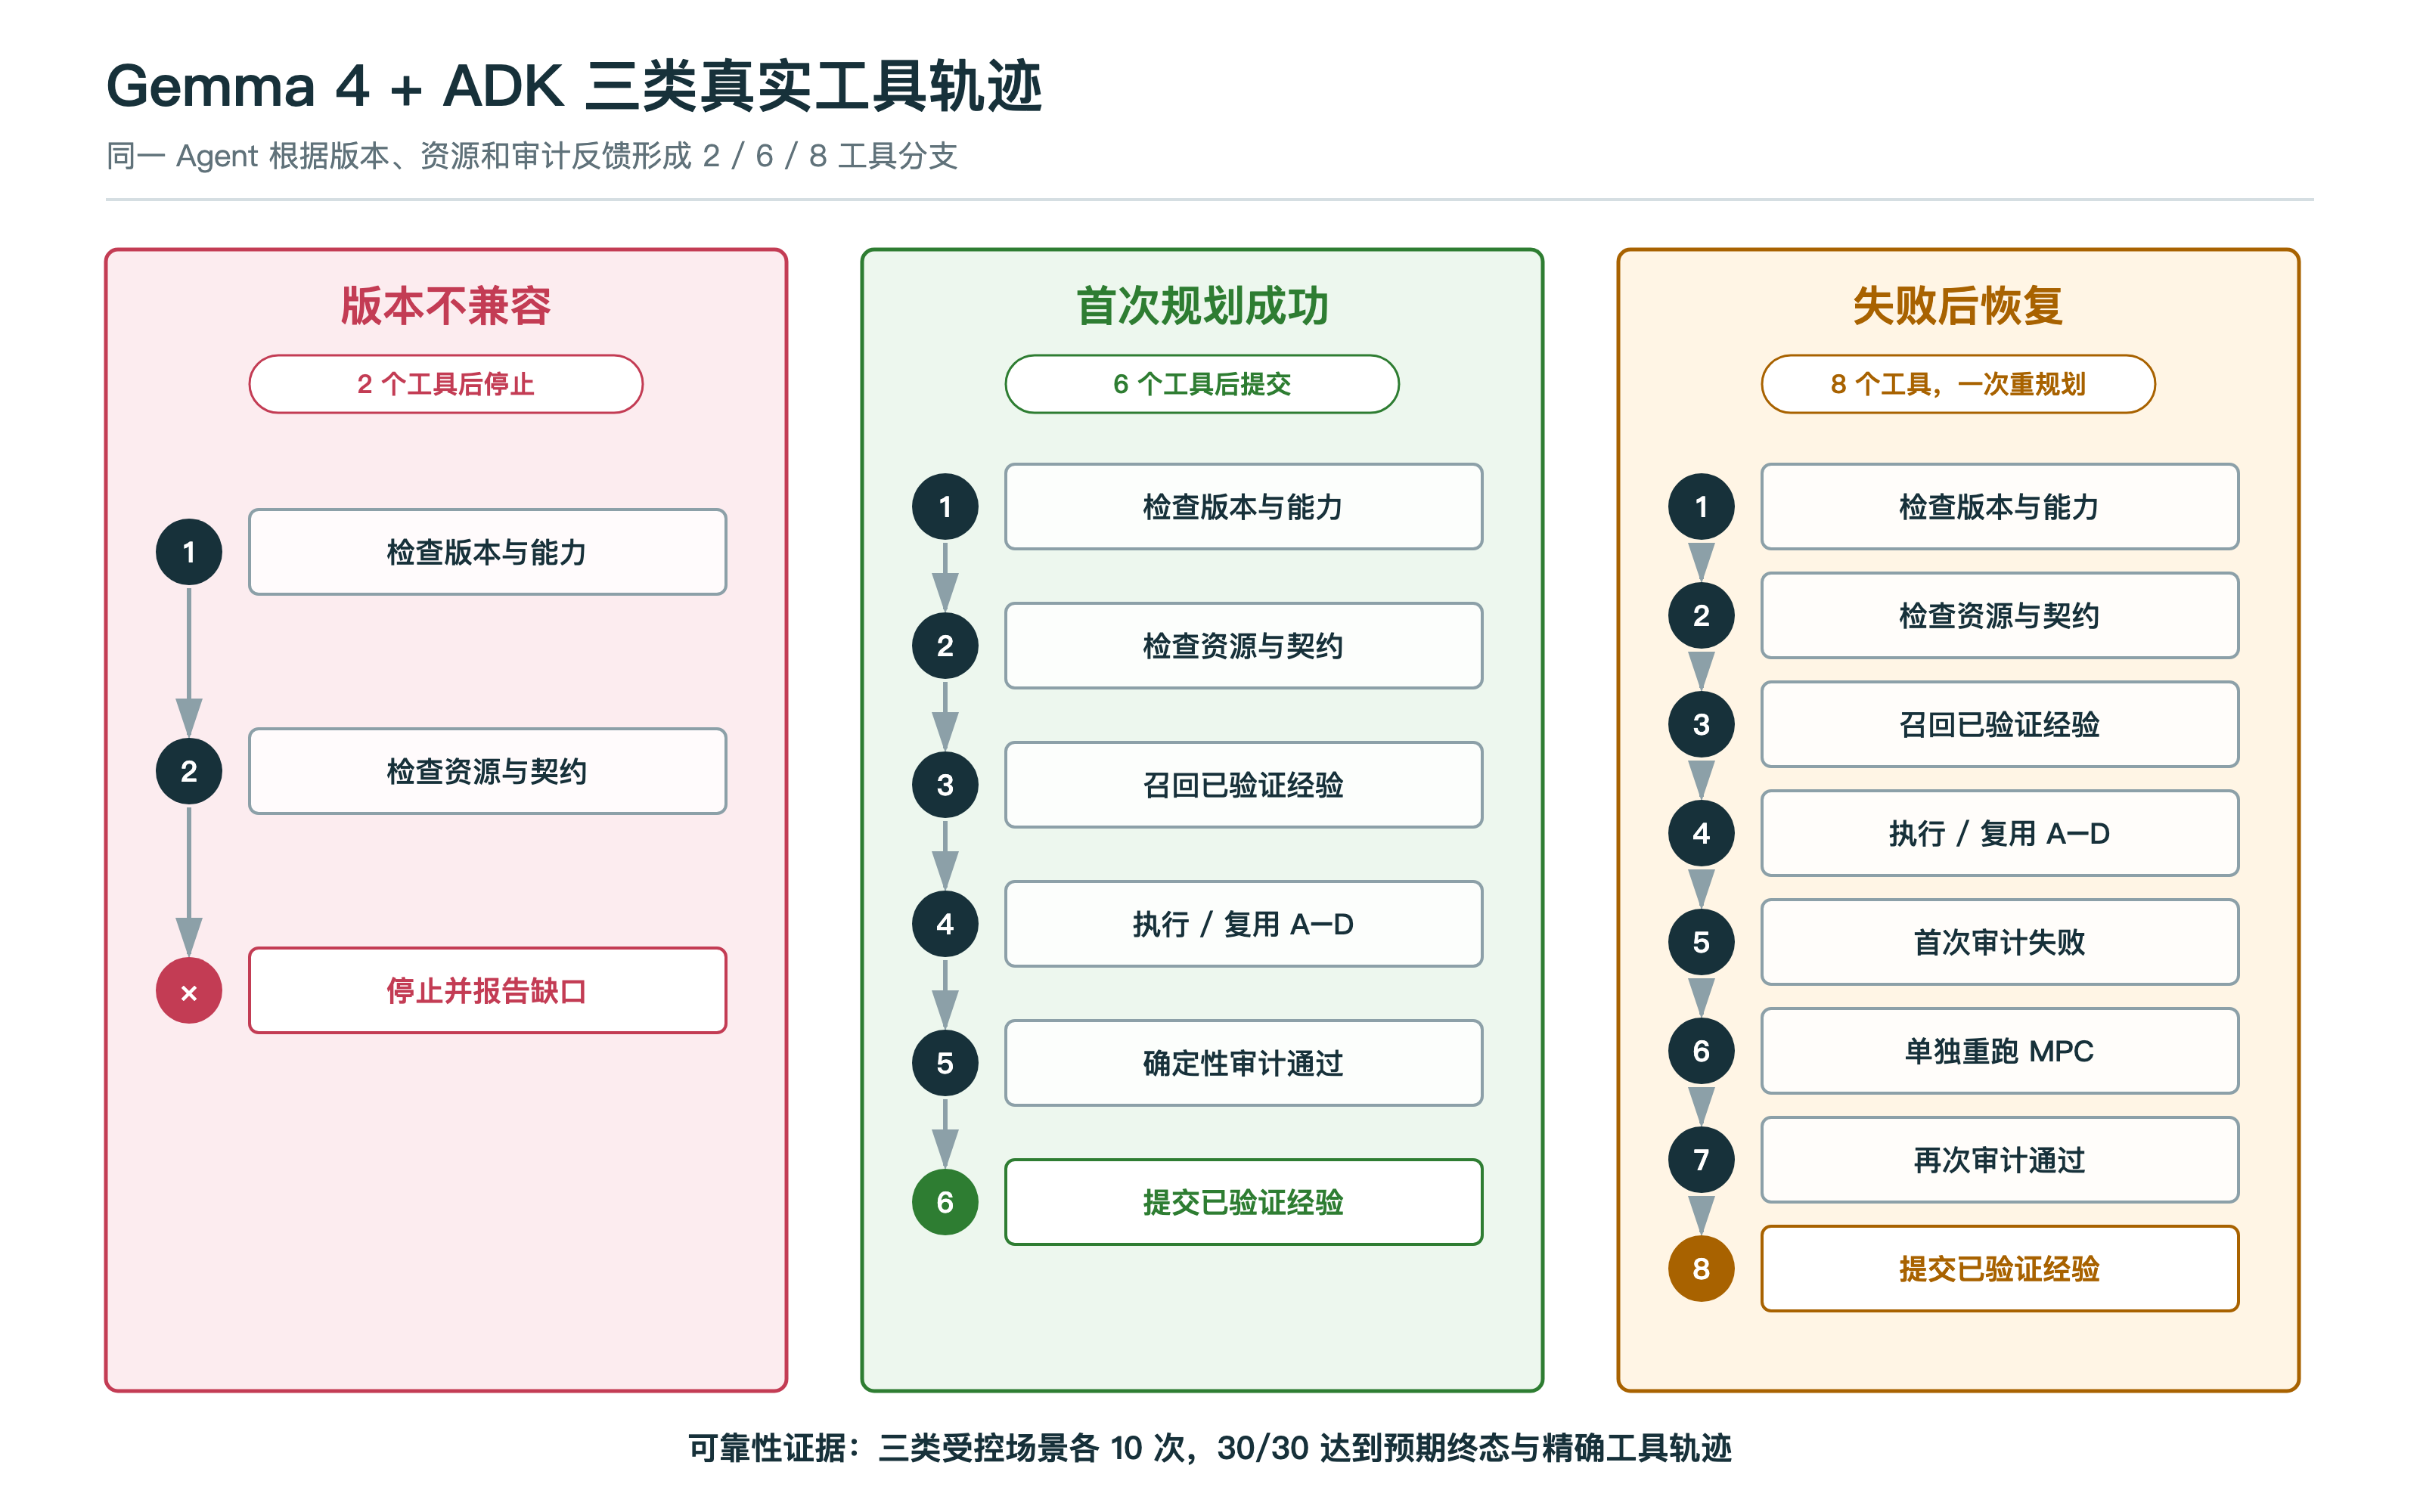 Gemma 4 + ADK 三类真实工具轨迹
同一 Agent 根据版本、资源和审计反馈形成 2 / 6 / 8 工具分支
版本不兼容
2 个工具后停止
1
检查版本与能力
2
检查资源与契约
×
停止并报告缺口
首次规划成功
6 个工具后提交
1
检查版本与能力
2
检查资源与契约
3
召回已验证经验
4
执行 / 复用 A—D
5
确定性审计通过
6
提交已验证经验
失败后恢复
8 个工具，一次重规划
1
检查版本与能力
2
检查资源与契约
3
召回已验证经验
4
执行 / 复用 A—D
5
首次审计失败
6
单独重跑 MPC
7
再次审计通过
8
提交已验证经验
可靠性证据：三类受控场景各 10 次，30/30 达到预期终态与精确工具轨迹